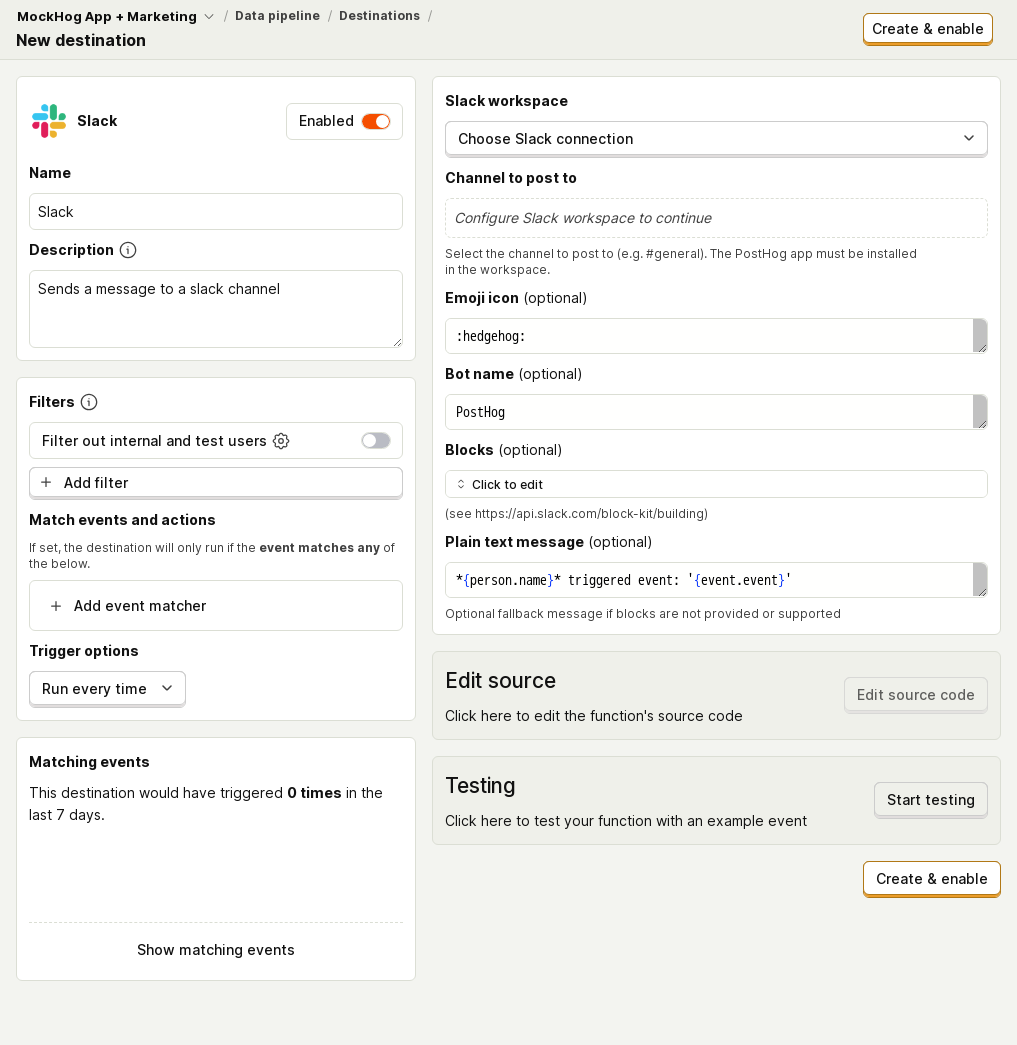 MockHog App + Marketing / Data pipeline / Destinations /
New destination
Create & enable
Slack
Enabled
Name
Slack
Description
Sends a message to a slack channel
Filters
Filter out internal and test users
Add filter
Match events and actions
If set, the destination will only run if the event matches any of
the below.
Add event matcher
Trigger options
Run every time
Matching events
This destination would have triggered 0 times in the
last 7 days.
Show matching events
Slack workspace
Choose Slack connection
Channel to post to
Configure Slack workspace to continue
Select the channel to post to (e.g. #general). The PostHog app must be installed
in the workspace.
Emoji icon (optional)
:hedgehog:
Bot name (optional)
PostHog
Blocks (optional)
Click to edit
(see https://api.slack.com/block-kit/building)
Plain text message (optional)
*{person.name}* triggered event: '{event.event}'
Optional fallback message if blocks are not provided or supported
Edit source
Click here to edit the function's source code
Edit source code
Testing
Click here to test your function with an example event
Start testing
Create & enable